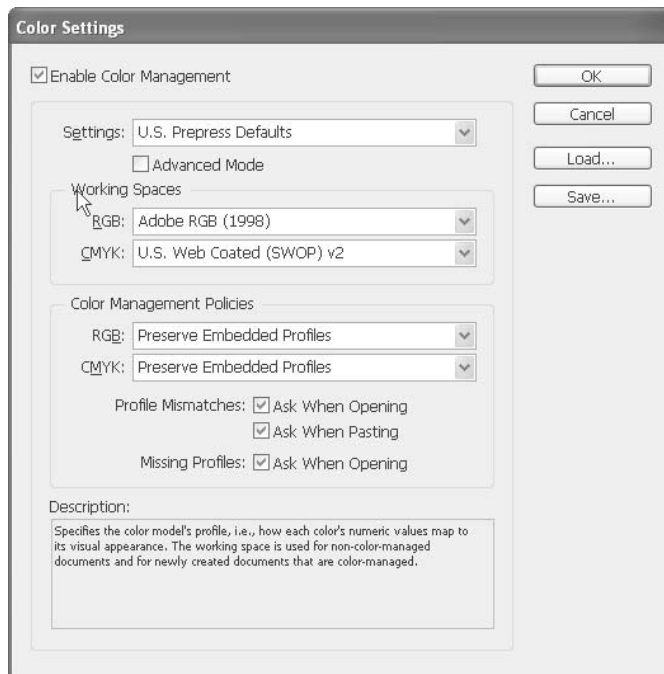 Color Settings
Enable Color Management
OK
Cancel
Load...
Save...
Settings: U.S. Prepress Defaults
Advanced Mode
Working Spaces
RGB: Adobe RGB (1998)
CMYK: U.S. Web Coated (SWOP) v2
Color Management Policies
RGB: Preserve Embedded Profiles
CMYK: Preserve Embedded Profiles
Profile Mismatches: Ask When Opening
Ask When Pasting
Missing Profiles: Ask When Opening
Description:
Specifies the color model's profile, i.e., how each color's numeric values map to
its visual appearance. The working space is used for non-color-managed
documents and for newly created documents that are color-managed.